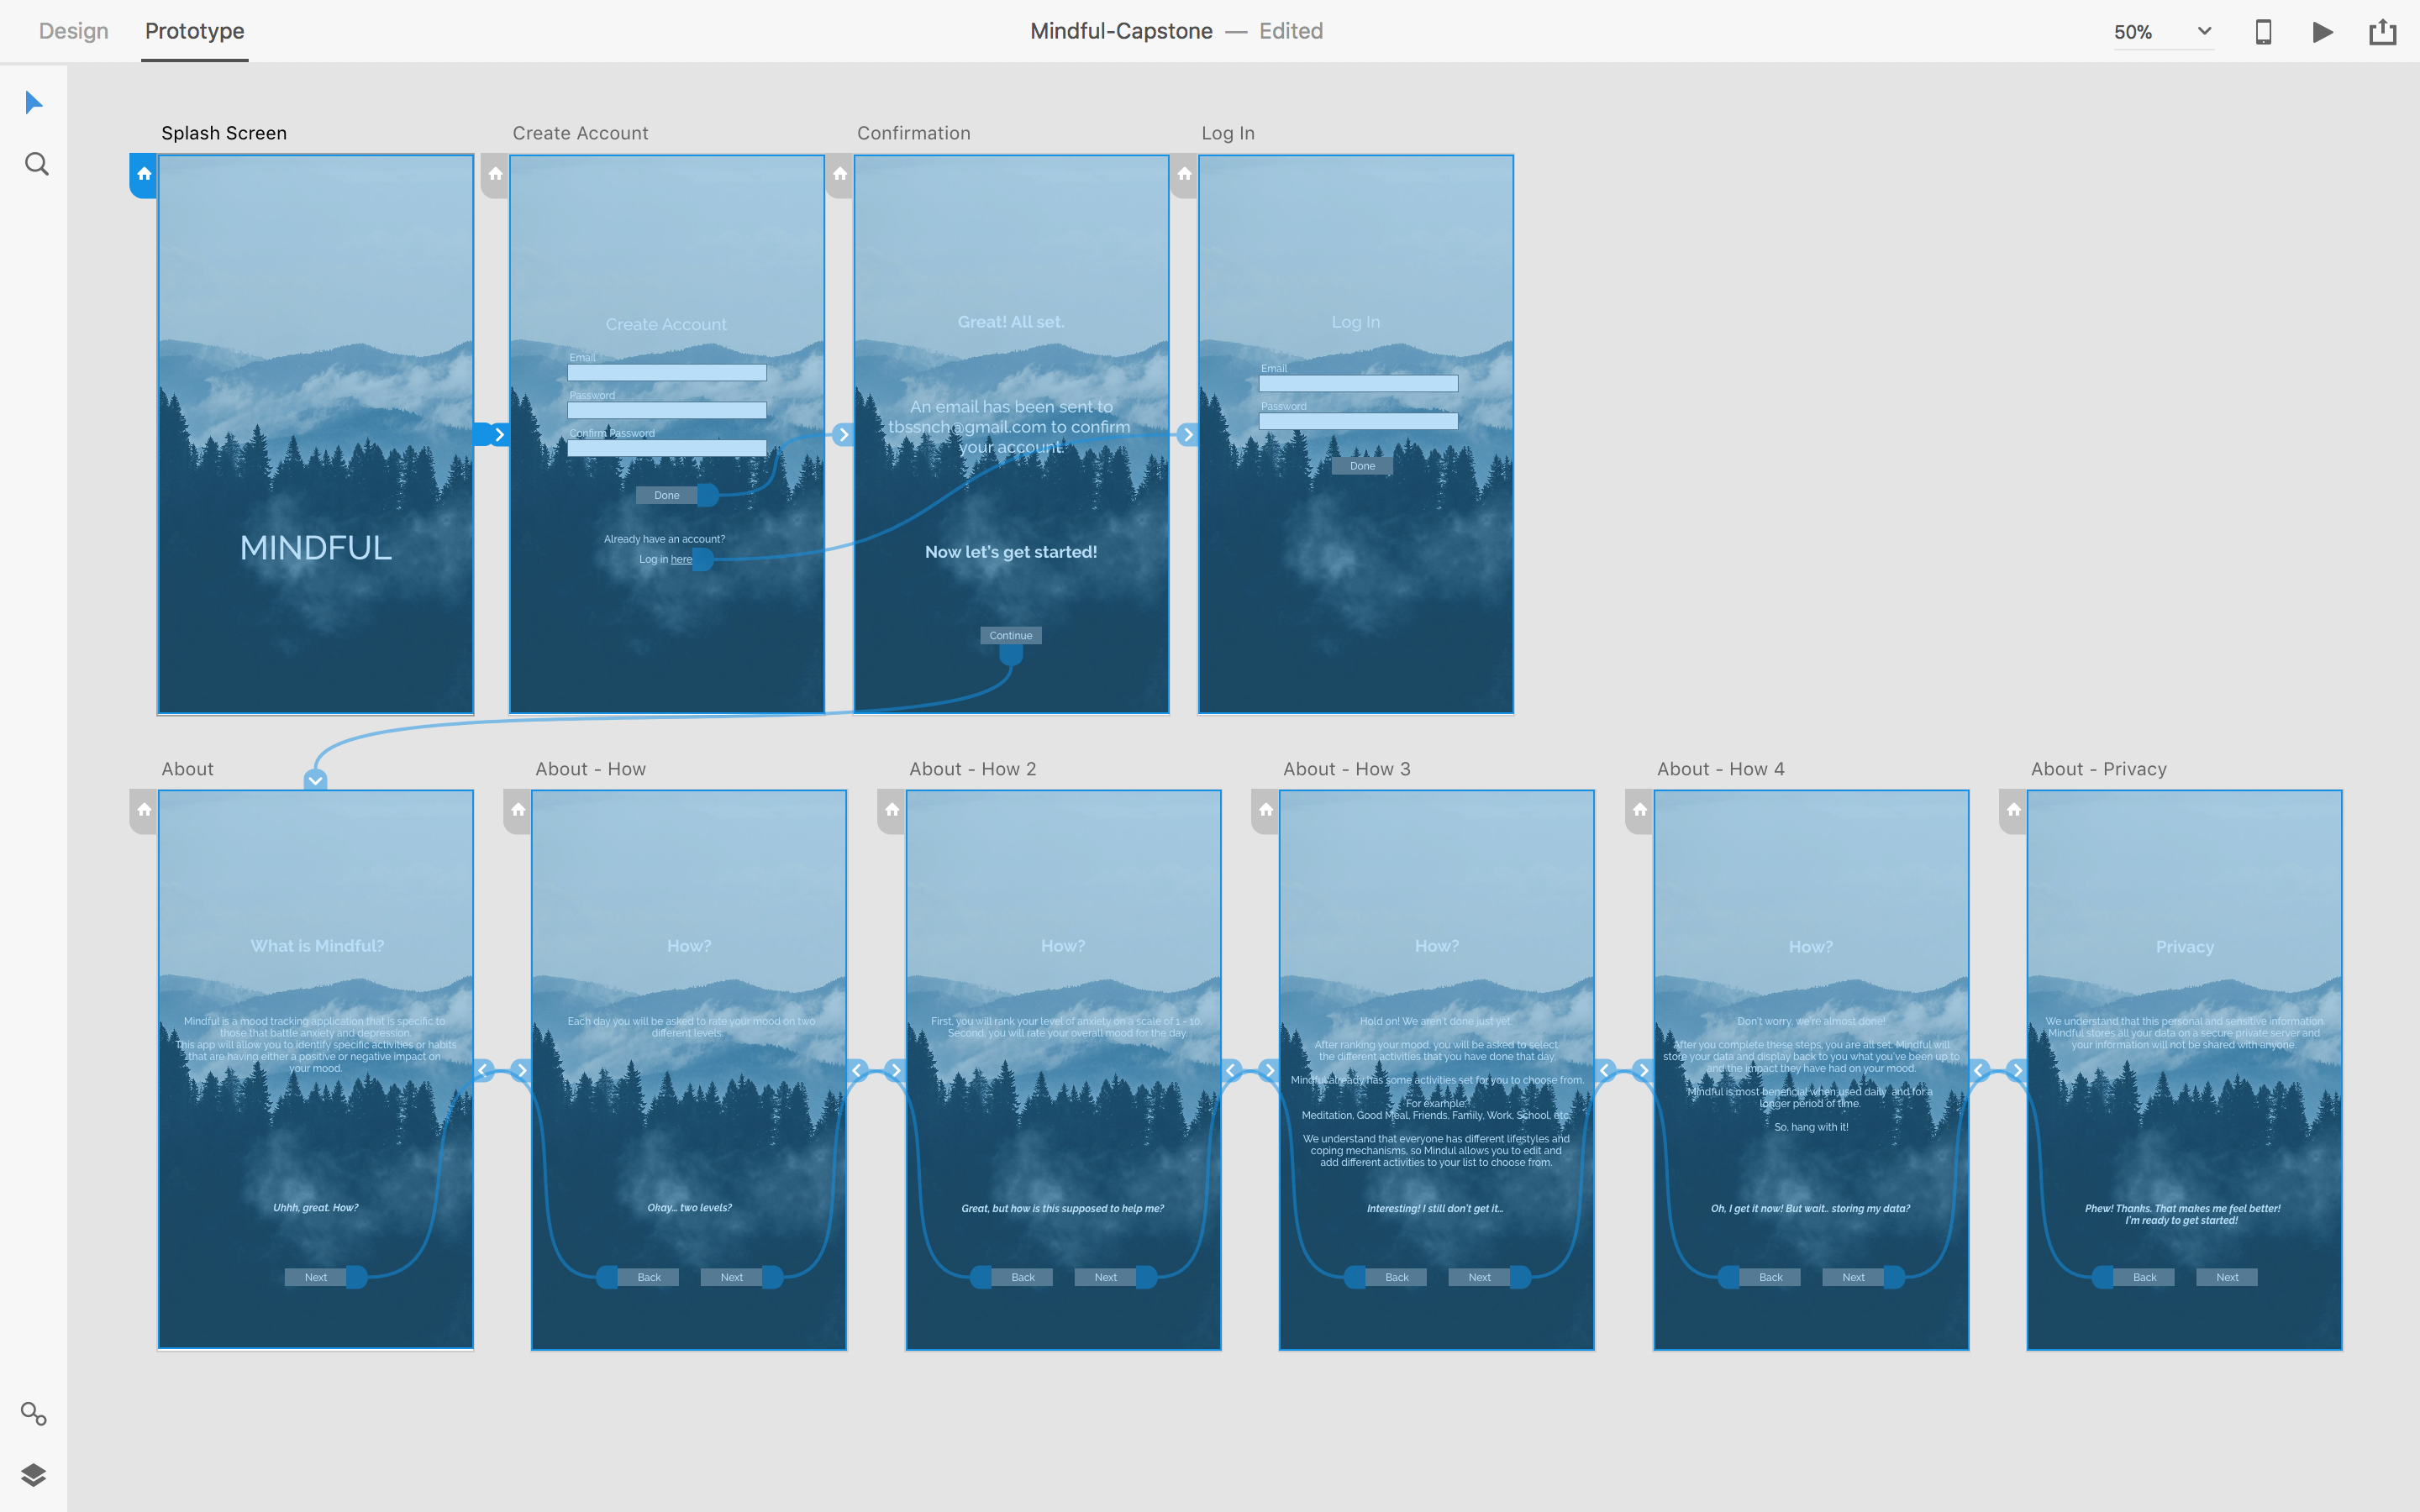 Design
Prototype
Mindful-Capstone — Edited
50%
Splash Screen
Create Account
Confirmation
Log In
MINDFUL
Create Account
Email
Password
Confirm Password
Done
Already have an account?
Log in here
Great! All set.
An email has been sent to
tbssnch@gmail.com to confirm
your account.
Now let's get started!
Continue
Log In
Email
Password
Done
About
About - How
About - How 2
About - How 3
About - How 4
About - Privacy
What is Mindful?
Mindful is a mood tracking application that is specific to
those that battle anxiety and depression.
This app will allow you to identify specific activities or habits
that are having either a positive or negative impact on
your mood.
Uhhh, great. How?
Next
How?
Each day you will be asked to rate your mood on two
different levels.
Okay... two levels?
Back
Next
How?
First, you will rank your level of anxiety on a scale of 1 - 10.
Second, you will rate your overall mood for the day.
Great, but how is this supposed to help me?
Back
Next
How?
Hold on! We aren't done just yet.
After ranking your mood, you will be asked to select
the different activities that you have done that day.
Mindful already has some activities set for you to choose from.
For example,
Meditation, Good Meal, Friends, Family, Work, School, etc.
We understand that everyone has different lifestyles and
coping mechanisms, so Mindul allows you to edit and
add different activities to your list to choose from.
Interesting! I still don't get it...
Back
Next
How?
Don't worry, we're almost done!
After you complete these steps, you are all set. Mindful will
store your data and display back to you what you've been up to
and the impact they have had on your mood.
Mindful is most beneficial when used daily and for a
longer period of time.
So, hang with it!
Oh, I get it now! But wait.. storing my data?
Back
Next
Privacy
We understand that this personal and sensitive information.
Mindful stores all your data on a secure private server and
your information will not be shared with anyone.
Phew! Thanks. That makes me feel better!
I'm ready to get started!
Back
Next